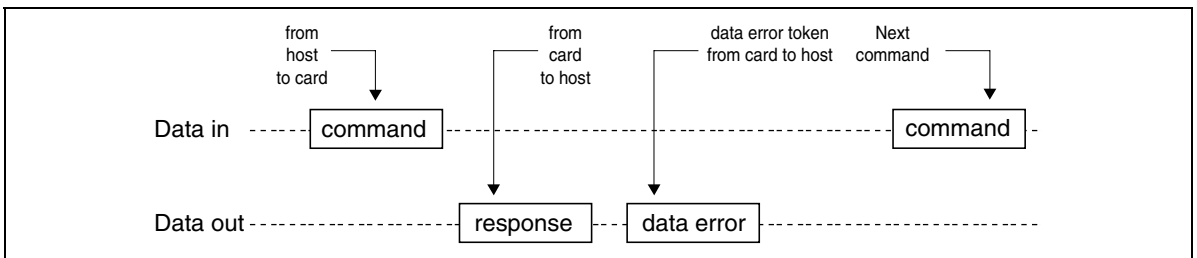 from
host
to card
from
card
to host
data error token
from card to host
Next
command
Data in
command
command
Data out
response
data error